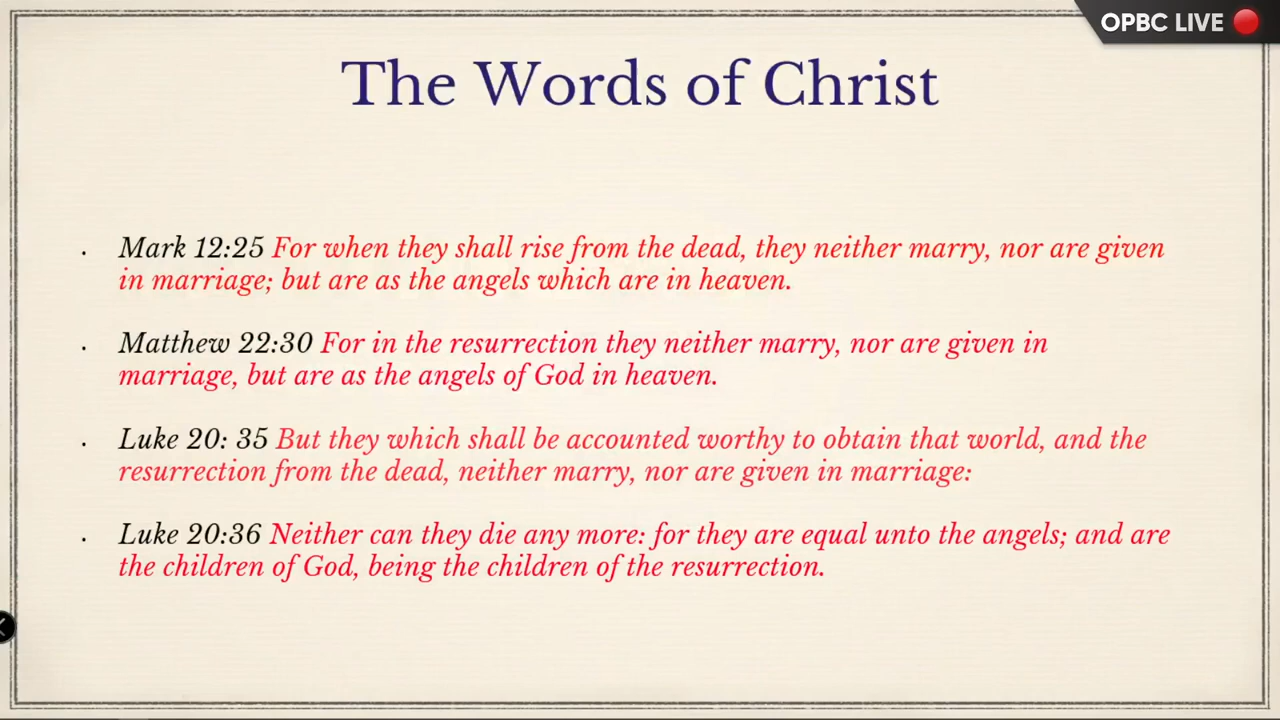 OPBC LIVE
The Words of Christ
Mark 12:25 For when they shall rise from the dead, they neither marry, nor are given
in marriage; but are as the angels which are in heaven.
Matthew 22:30 For in the resurrection they neither marry, nor are given in
marriage, but are as the angels of God in heaven.
Luke 20: 35 But they which shall be accounted worthy to obtain that world, and the
resurrection from the dead, neither marry, nor are given in marriage:
Luke 20:36 Neither can they die any more: for they are equal unto the angels; and are
the children of God, being the children of the resurrection.